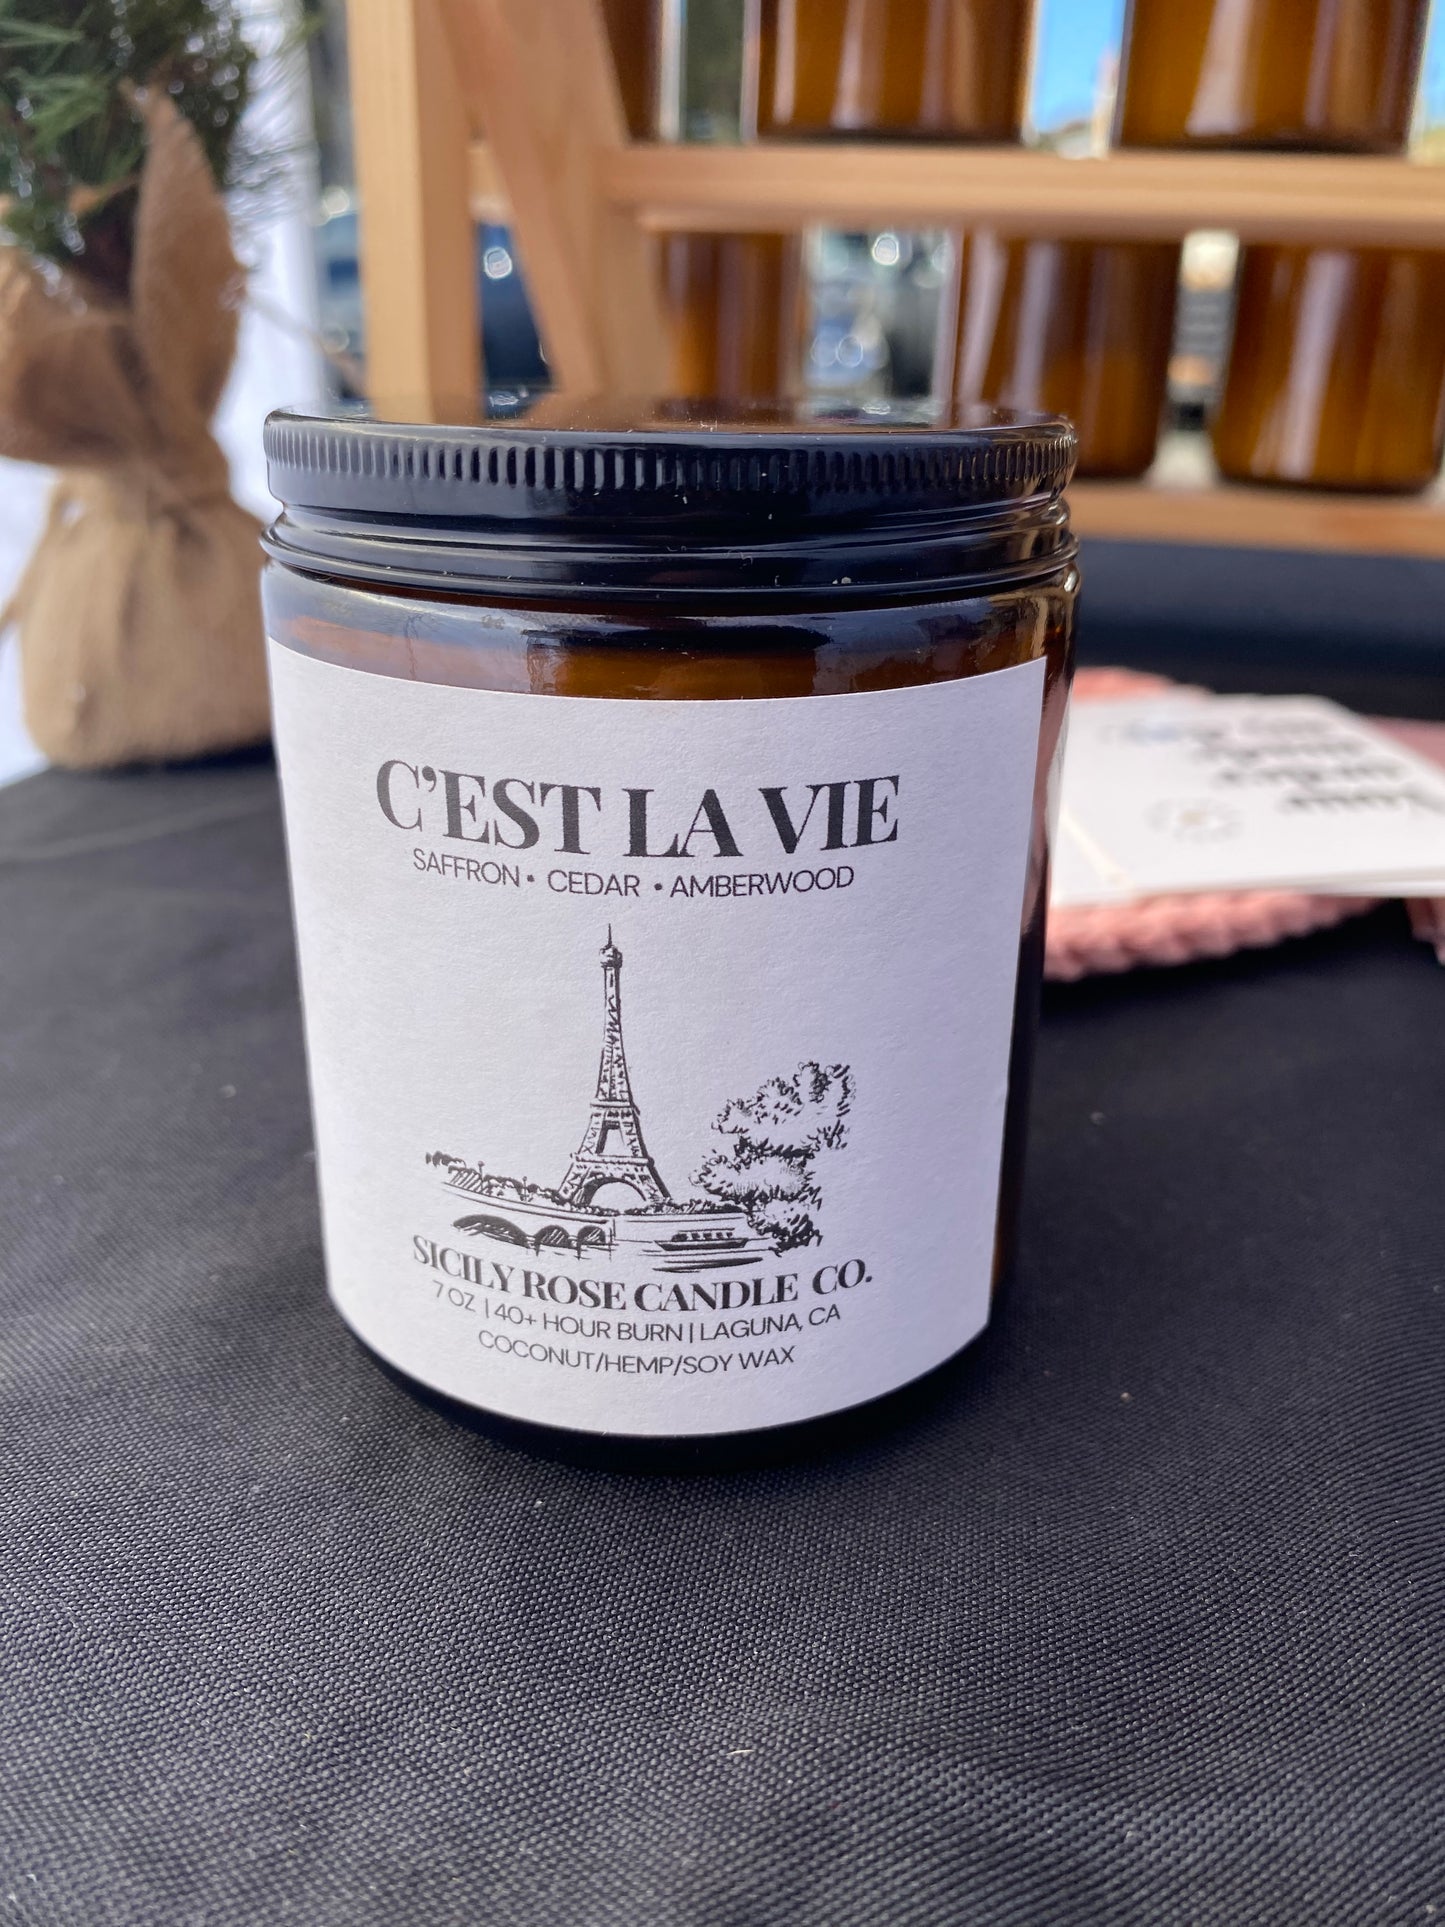 C'EST LA VIE
SAFFRON • CEDAR • AMBERWOOD
SICILY ROSE CANDLE CO.
7 OZ | 40+ HOUR BURN | LAGUNA, CA
COCONUT/HEMP/SOY WAX